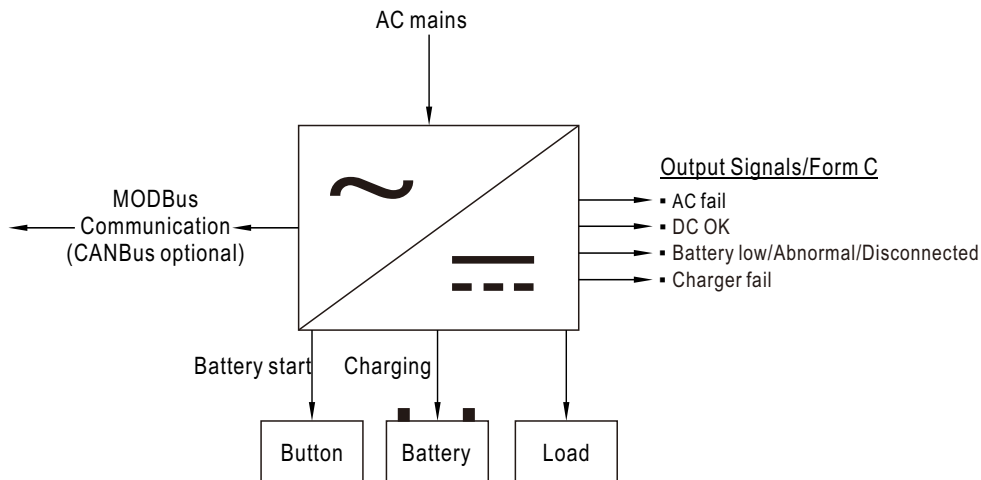 AC mains
MODBus
Communication
(CANBus optional)
Output Signals/Form C
▪ AC fail
▪ DC OK
▪ Battery low/Abnormal/Disconnected
▪ Charger fail
Battery start
Charging
Button
Battery
Load